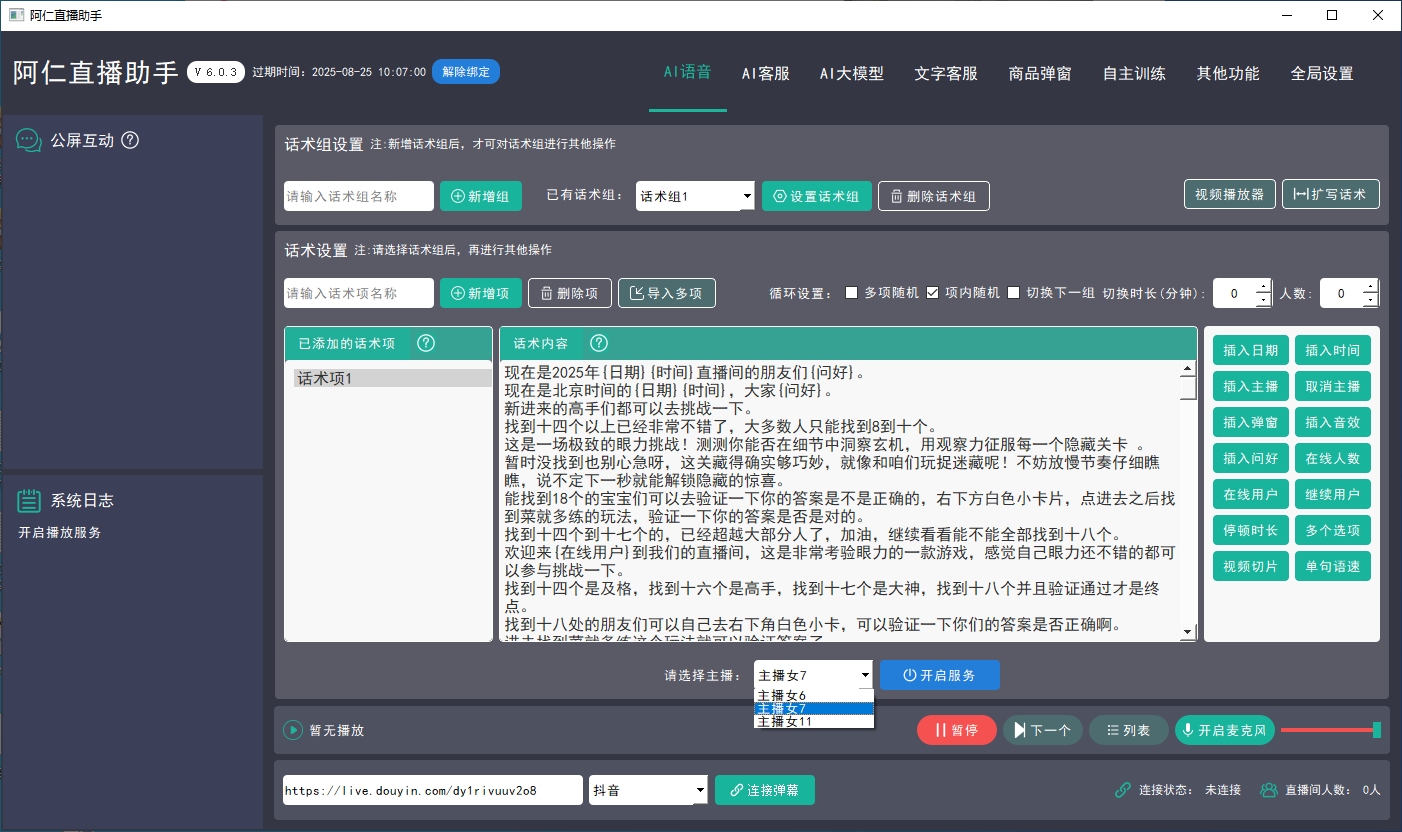 阿仁直播助手
阿仁直播助手 V 6.0.3 过期时间：2025-08-25 10:07:00 解除绑定
AI语音 AI客服 AI大模型 文字客服 商品弹窗 自主训练 其他功能 全局设置
公屏互动
系统日志
开启播放服务
话术组设置 注:新增话术组后，才可对话术组进行其他操作
请输入话术组名称 新增组 已有话术组： 话术组1 设置话术组 删除话术组 视频播放器 扩写话术
话术设置 注:请选择话术组后，再进行其他操作
请输入话术项名称 新增项 删除项 导入多项 循环设置： 多项随机 项内随机 切换下一组 切换时长(分钟)： 0 人数： 0
已添加的话术项 ?
话术项1
话术内容 ?
现在是2025年{日期}{时间}直播间的朋友们{问好}。
现在是北京时间的{日期}{时间}，大家{问好}。
新进来的高手们都可以去挑战一下。
找到十四个以上已经非常不错了，大多数人只能找到8到十个。
这是一场极致的眼力挑战！测测你能否在细节中洞察玄机，用观察力征服每一个隐藏关卡 。
暂时没找到也别心急呀，这关藏得确实够巧妙，就像和咱们玩捉迷藏呢！不妨放慢节奏仔细瞧
瞧，说不定下一秒就能解锁隐藏的惊喜。
能找到18个的宝宝们可以去验证一下你的答案是不是正确的，右下方白色小卡片，点进去之后找
到菜就多练的玩法，验证一下你的答案是否是对的。
找到十四个到十七个的，已经超越大部分人了，加油，继续看看能不能全部找到十八个。
欢迎来{在线用户}到我们的直播间，这是非常考验眼力的一款游戏，感觉自己眼力还不错的都可
以参与挑战一下。
找到十四个是及格，找到十六个是高手，找到十七个是大神，找到十八个并且验证通过才是终
点。
找到十八处的朋友们可以自己去右下角白色小卡，可以验证一下你们的答案是否正确啊。
进去找到菜就多练这个玩法就可以验证答案了
插入日期 插入时间
插入主播 取消主播
插入弹窗 插入音效
插入问好 在线人数
在线用户 继续用户
停顿时长 多个选项
视频切片 单句语速
请选择主播： 主播女7 开启服务
主播女6
主播女7
主播女11
暂无播放 暂停 下一个 列表 开启麦克风
https://live.douyin.com/dy1rivuuv2o8 抖音 连接弹幕 连接状态： 未连接 直播间人数： 0人